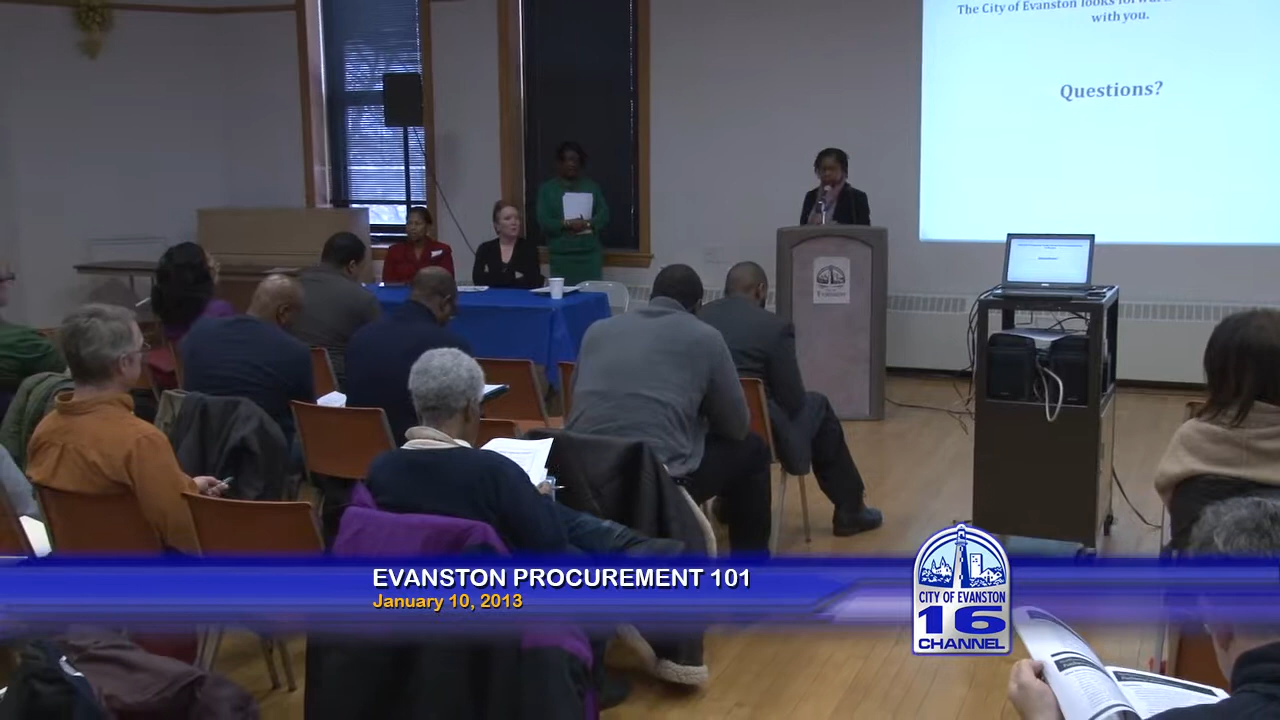 The City of Evanston looks forward
with you.
Questions?
EVANSTON
EVANSTON PROCUREMENT 101
January 10, 2013
CITY OF EVANSTON
16
CHANNEL